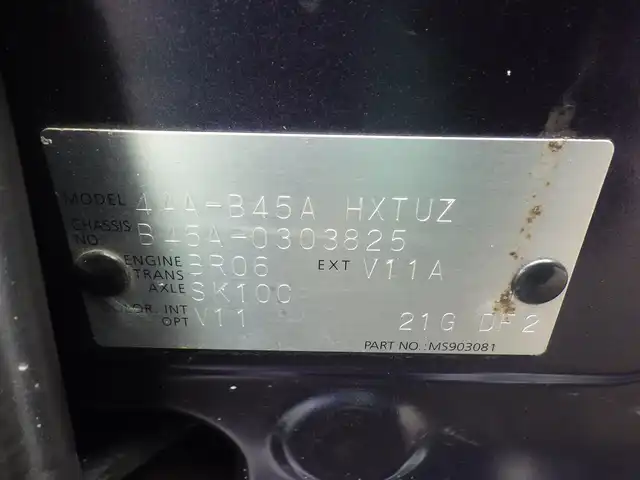 MODEL 4AA-B45A HXTUZ
CHASSIS NO. B45A-0303825
ENGINE BR06 EXT V11A
TRANS AXLE SK10C
COLOR. INT V11
OPT 21G DF2
PART NO.:MS903081